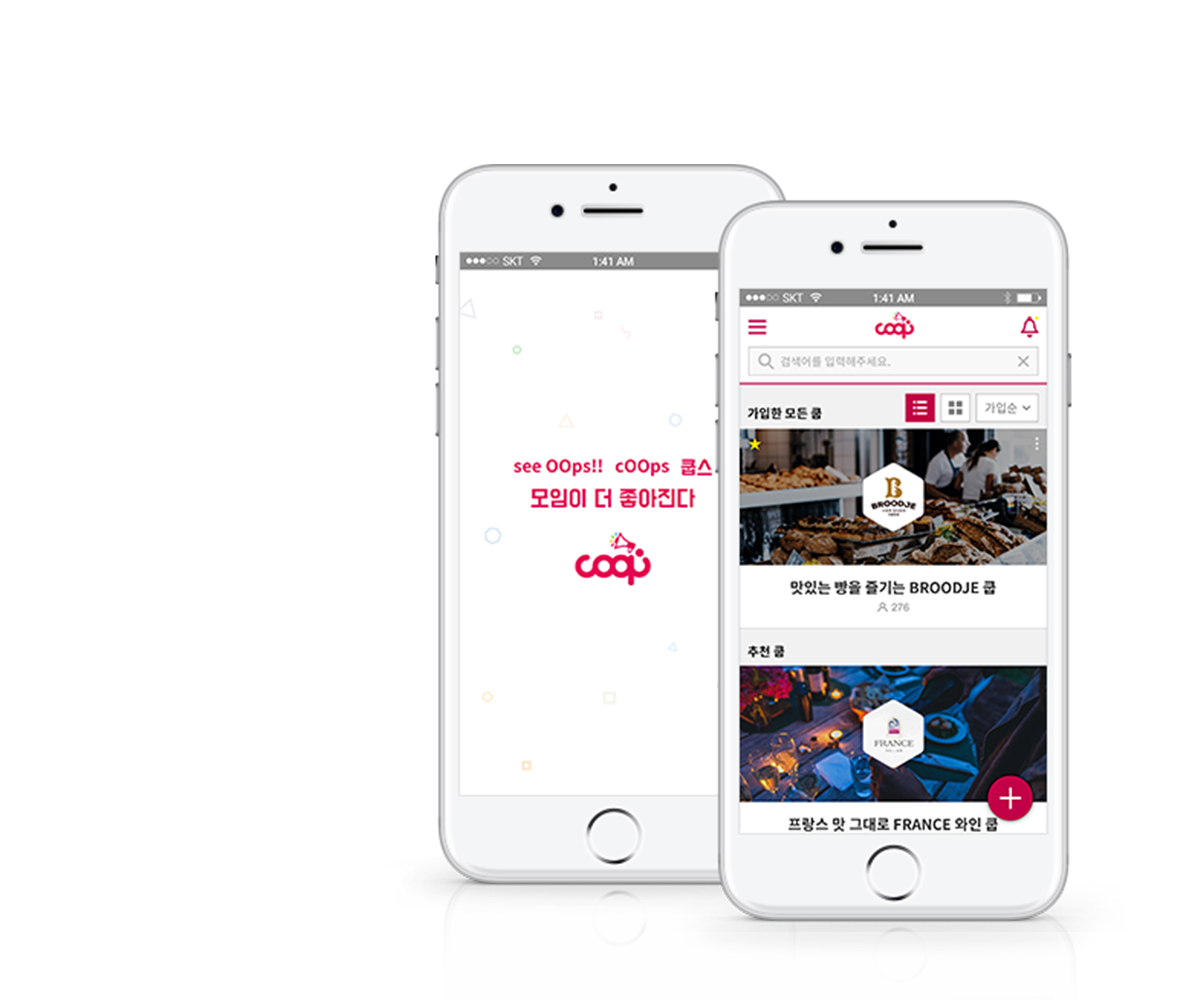 SKT 1:41 AM
see OOps!! cOOps 쿱스
모임이 더 좋아진다
coop
SKT 1:41 AM
coop
검색어를 입력해주세요.
가입한 모든 쿱
가입순
B
BROODJE
맛있는 빵을 즐기는 BROODJE 쿱
276
추천 쿱
FRANCE
프랑스 맛 그대로 FRANCE 와인 쿱